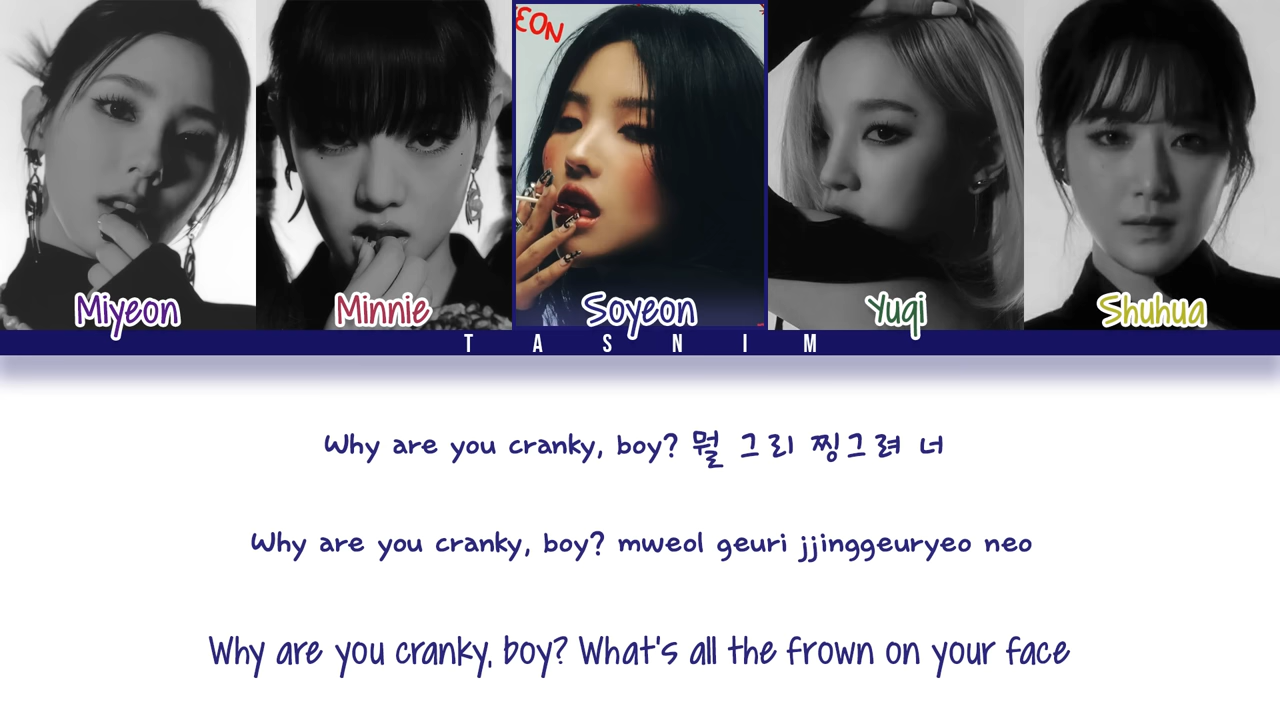 EON
Miyeon Minnie Soyeon Yuqi Shuhua
TASNIM
Why are you cranky, boy? 뭘 그리 찡그려 너
Why are you cranky, boy? mweol geuri jjinggeuryeo neo
Why are you cranky, boy? What's all the frown on your face